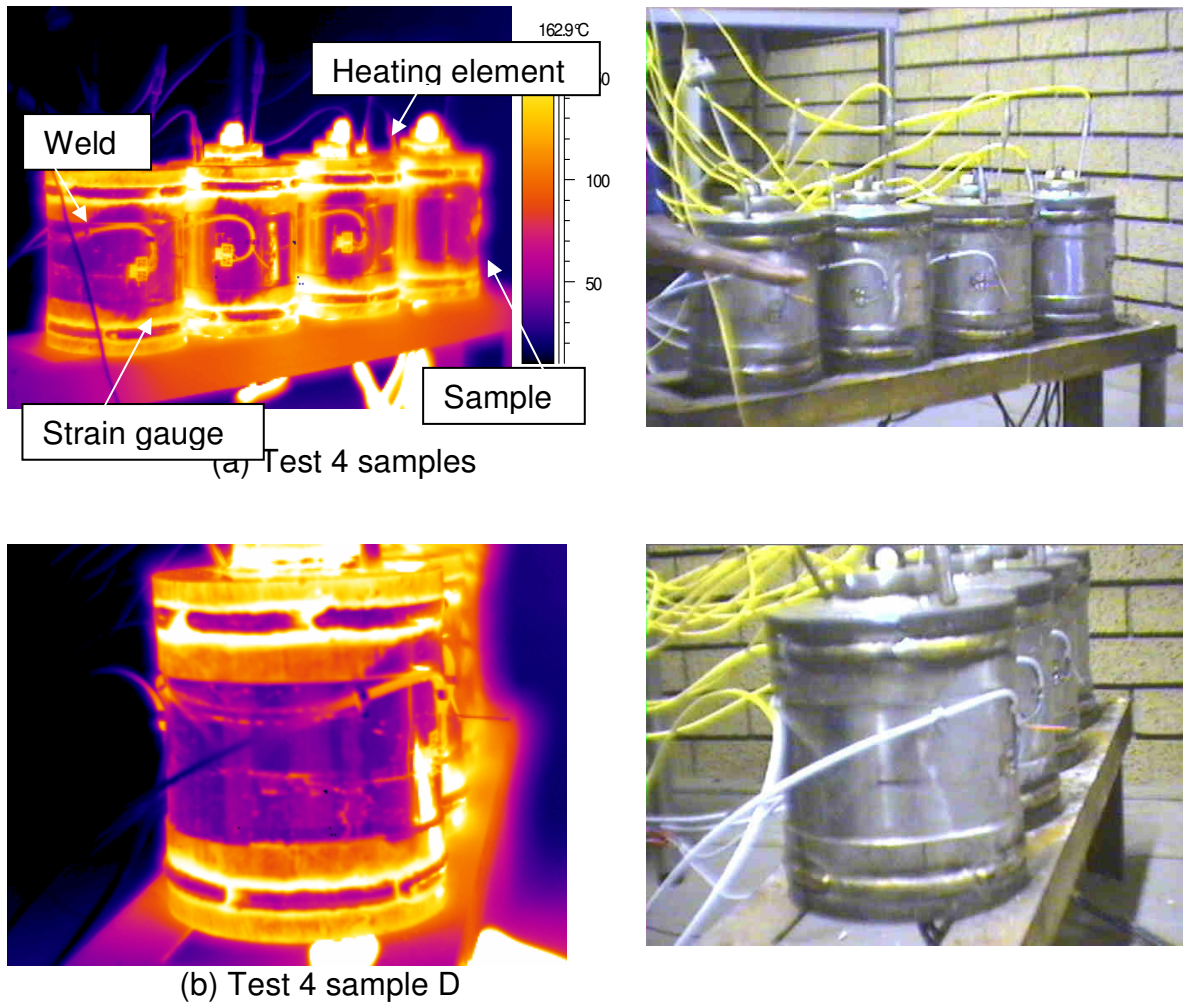 162.9°C
Heating element
Weld
100
50
Sample
Strain gauge
(a) Test 4 samples
(b) Test 4 sample D